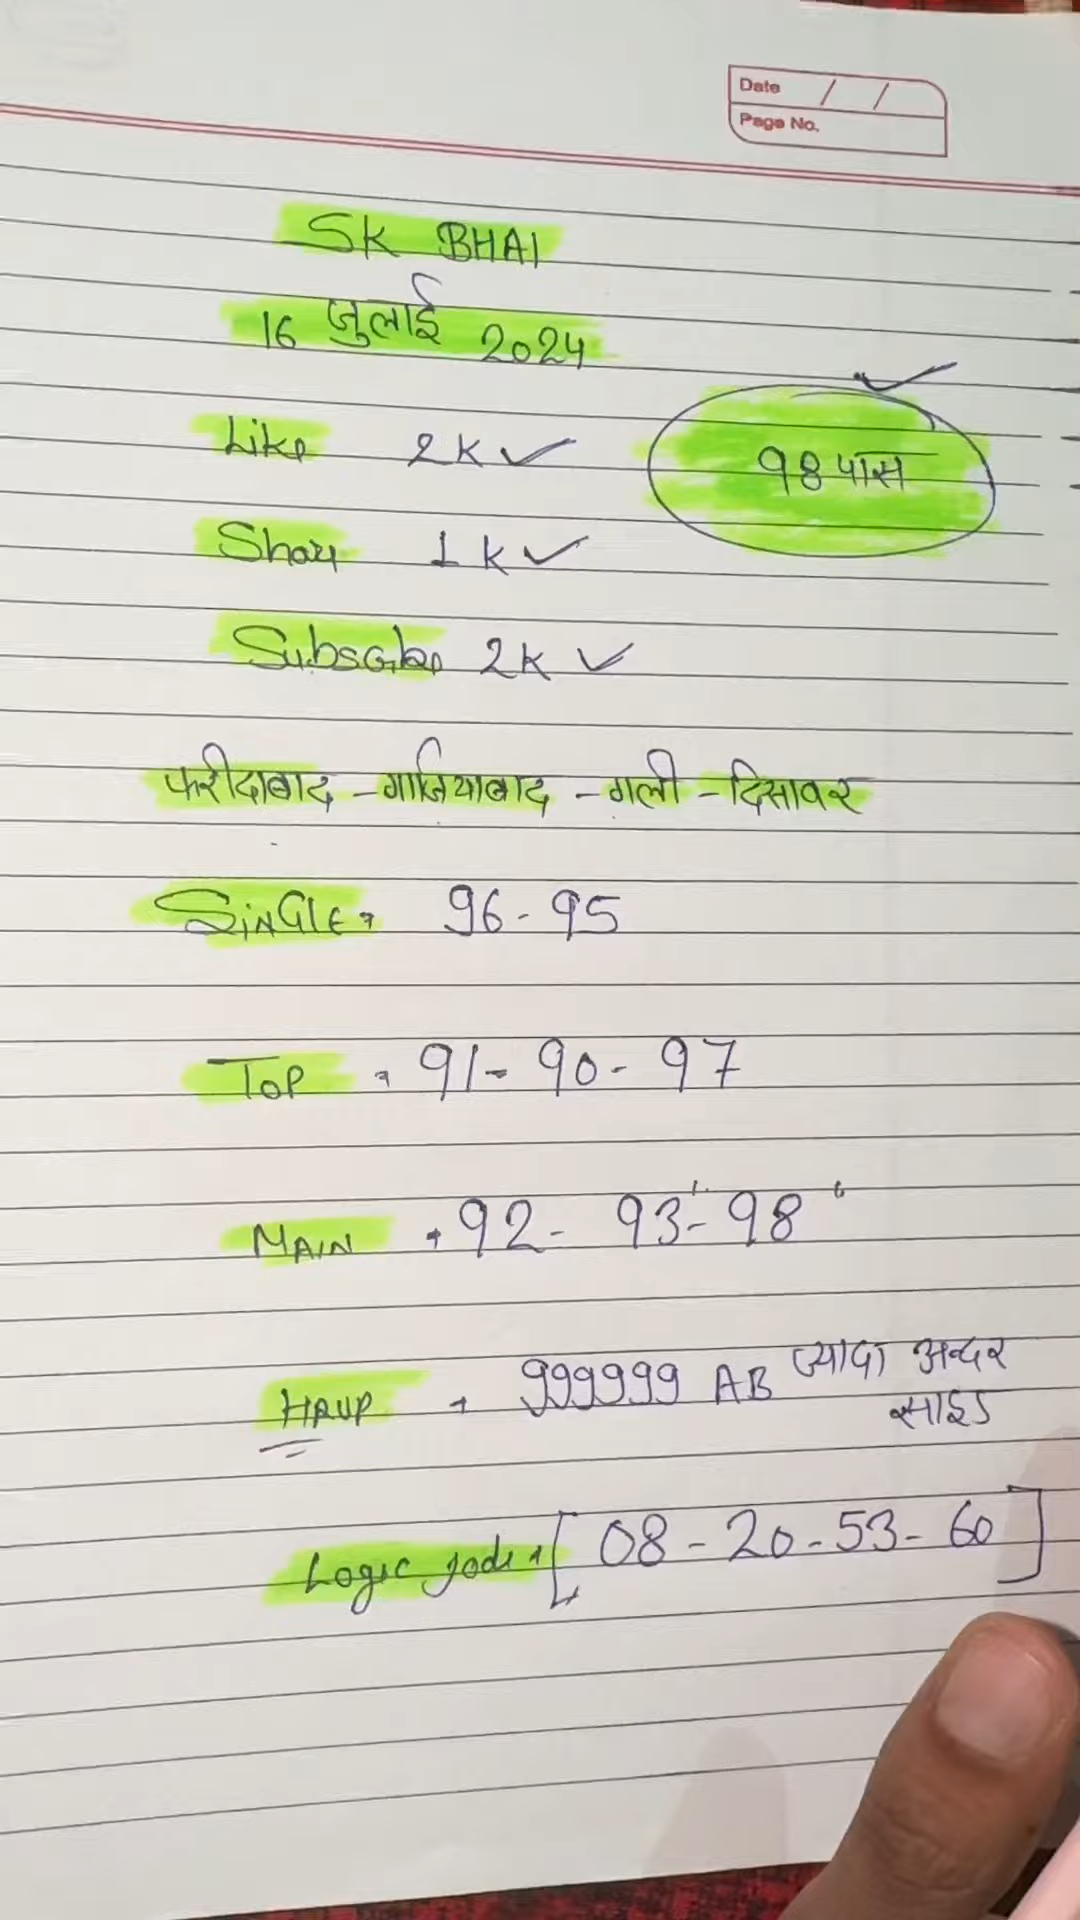 Date / /
Page No.
SK BHAI
16 जुलाई 2024
Like 2K ✓
98 पास ✓
Share 1K ✓
Subscribe 2K ✓
फरीदाबाद - गाजियाबाद - गली - दिसावर
SiNGlE → 96 - 95
TOP → 91 - 90 - 97
MAIN → 92 - 93 - 98
HRUP → 999999 AB ज्यादा अन्दर
साइड
Logic jodi → [08 - 20 - 53 - 60]